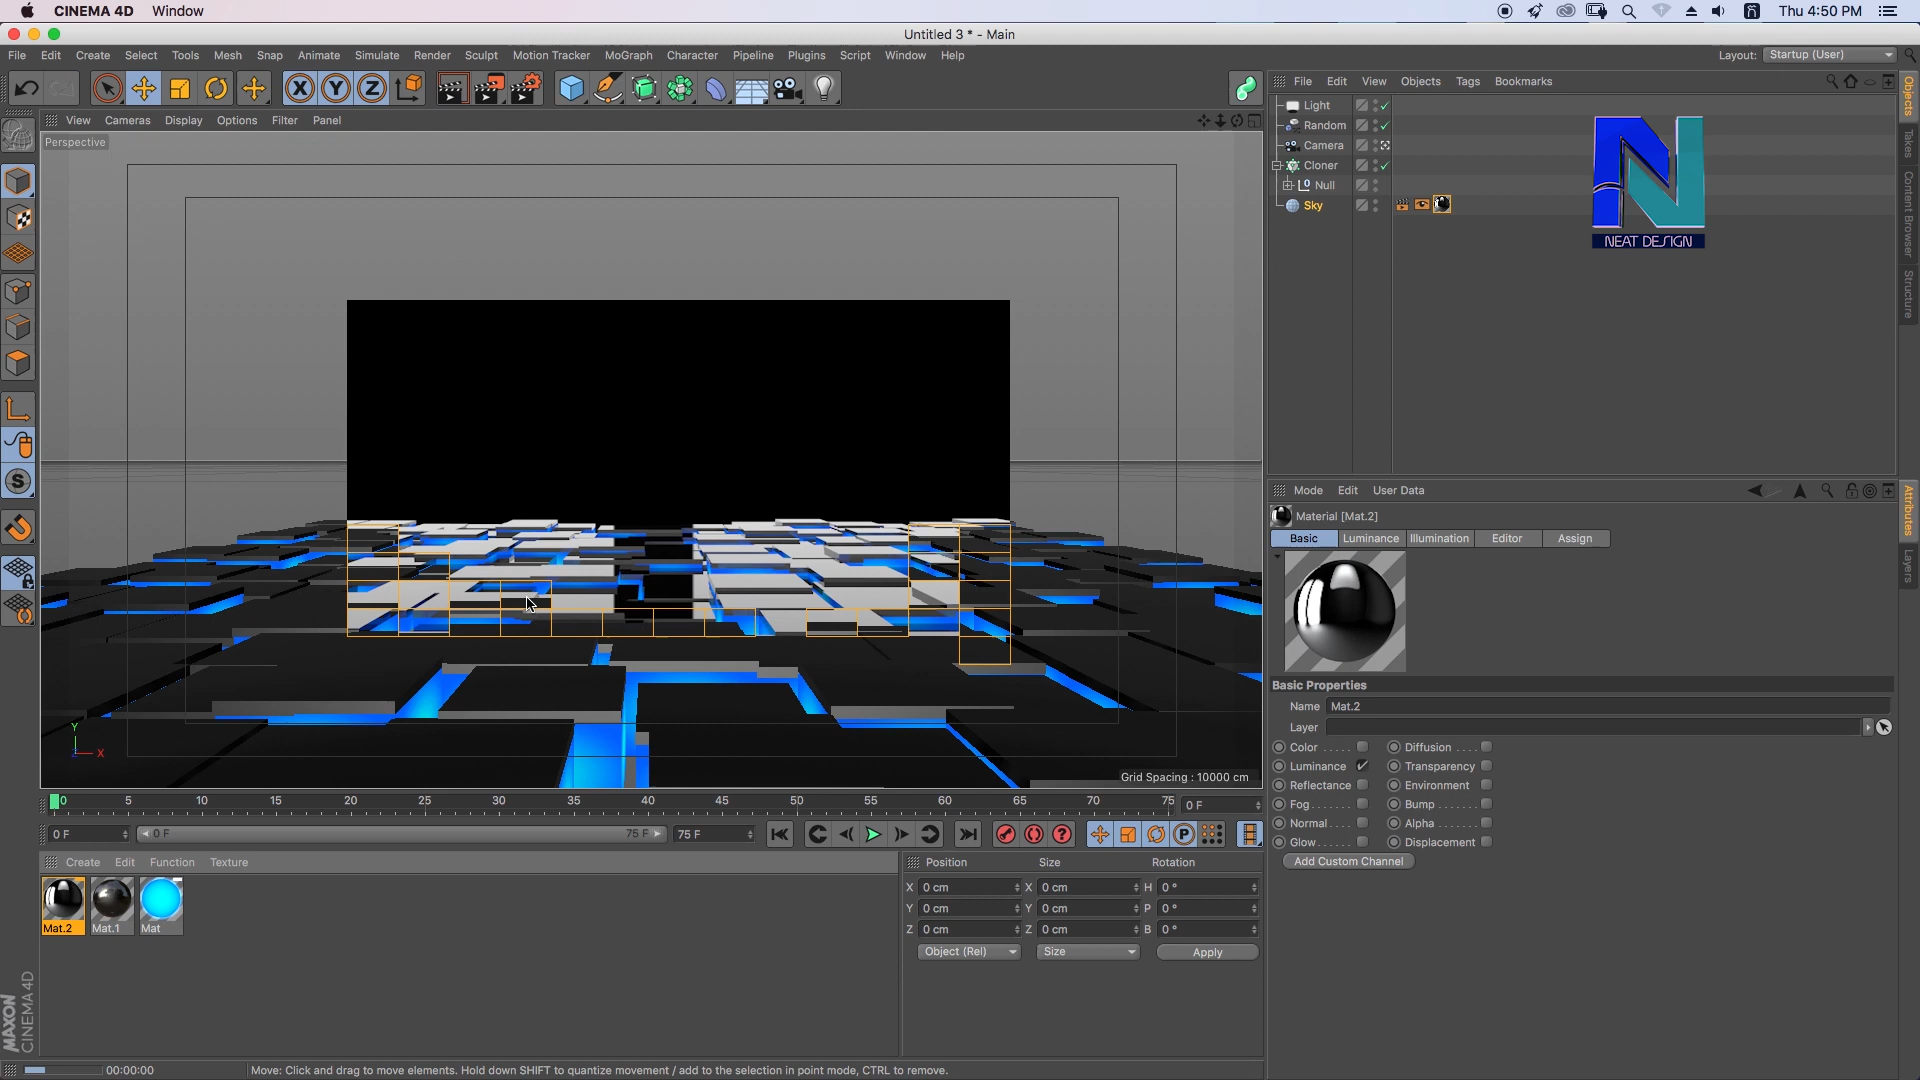 CINEMA 4D Window
Thu 4:50 PM
Untitled 3 * - Main
File Edit Create Select Tools Mesh Snap Animate Simulate Render Sculpt Motion Tracker MoGraph Character Pipeline Plugins Script Window Help
Layout: Startup (User)
X Y Z
File Edit View Objects Tags Bookmarks
View Cameras Display Options Filter Panel
Perspective
Light
Random
Camera
Cloner
Null
Sky
NEAT DESIGN
Objects
Takes
Content Browser
Structure
Mode Edit User Data
Attributes
Layers
Material [Mat.2]
Basic Luminance Illumination Editor Assign
Basic Properties
Name Mat.2
Layer
Color Diffusion
Luminance Transparency
Reflectance Environment
Fog Bump
Normal Alpha
Glow Displacement
Add Custom Channel
Y
Z X
Grid Spacing : 10000 cm
0 5 10 15 20 25 30 35 40 45 50 55 60 65 70 75 0 F
0 F 0 F 75 F 75 F
Create Edit Function Texture
Mat.2 Mat.1 Mat
Position Size Rotation
X 0 cm X 0 cm H 0 °
Y 0 cm Y 0 cm P 0 °
Z 0 cm Z 0 cm B 0 °
Object (Rel) Size Apply
MAXON
CINEMA 4D
00:00:00 Move: Click and drag to move elements. Hold down SHIFT to quantize movement / add to the selection in point mode, CTRL to remove.